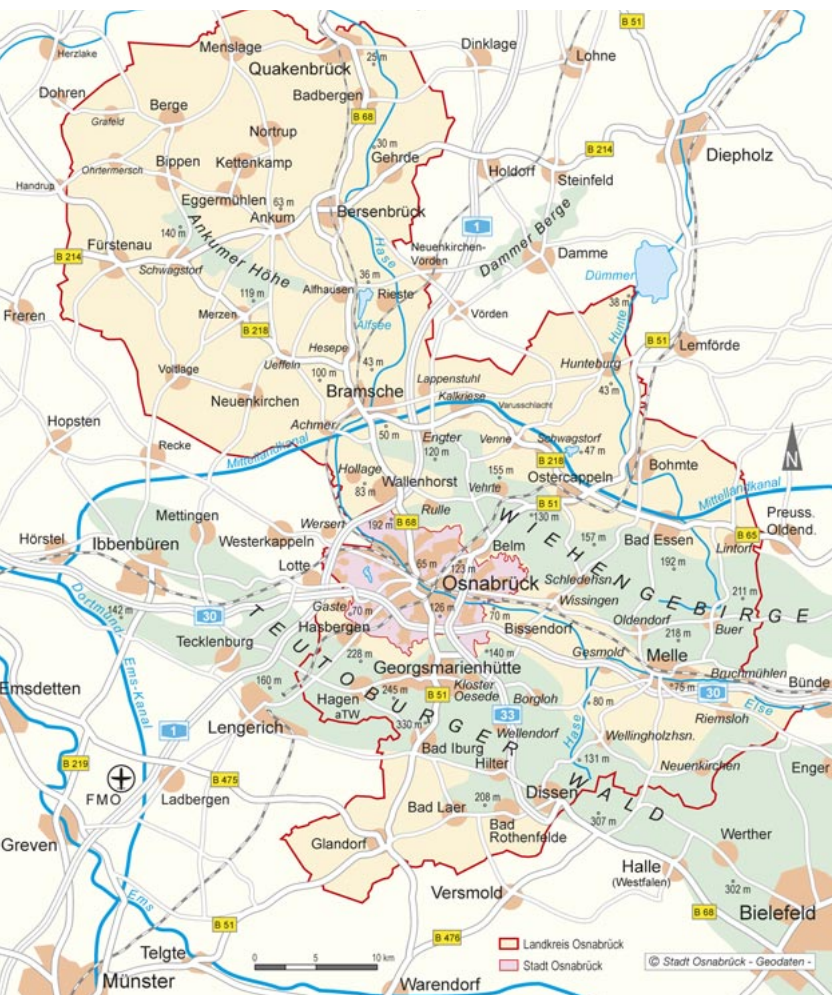 B 51
Herzlake
Menslage
Quakenbrück
25 m
Dinklage
Lohne
Dohren
Berge
Grafeld
Badbergen
B 68
Nortrup
30 m
Gehrde
B 214
Diepholz
Ohrtermersch
Bippen
Kettenkamp
Holdorf
Steinfeld
Handrup
Eggermühlen
63 m
Ankum
Bersenbrück
140 m
Ankumer Höhe
Hase
1
Neuenkirchen-
Vörden
Dammer Berge
Damme
B 214
Fürstenau
Schwagstorf
Dümmer
36 m
Alfhausen
Rieste
119 m
38 m
Freren
Merzen
B 218
Alfsee
Vörden
Hunte
B 51
Lemförde
Hesepe
43 m
Voltlage
Ueffeln
100 m
Lappenstuhl
Hunteburg
43 m
Neuenkirchen
Bramsche
Kalkriese
Varusschlacht
Hopsten
Achmer
50 m
Engter
120 m
Venne
Schwagstorf
47 m
N
Recke
Mittellandkanal
B 218
Bohmte
Hollage
83 m
Wallenhorst
155 m
Vehrte
Ostercappeln
Mittellandkanal
Mettingen
B 51
Preuss.
Oldend.
Hörstel
Ibbenbüren
Westerkappeln
Wersen
192 m
B 68
Rulle
130 m
WIEHENGEBIRGE
157 m
Bad Essen
192 m
B 65
Lintorf
Lotte
65 m
123 m
Belm
Osnabrück
Schledehsn.
211 m
Dortmund-
Ems-Kanal
142 m
30
TEUTOBURGER WALD
Gaste
70 m
126 m
Wissingen
70 m
Oldendorf
Buer
Hasbergen
Bissendorf
218 m
Tecklenburg
228 m
Georgsmarienhütte
140 m
Gesmold
Melle
Bruchmühlen
Emsdetten
160 m
Hagen
aTW
245 m
Kloster
Oesede
B 51
Borgloh
80 m
75 m
30
Bünde
Else
Lengerich
1
330 m
33
Wellendorf
Hase
Riemsloh
Bad Iburg
Wellingholzhsn.
B 219
Hilter
131 m
Neuenkirchen
Enger
FMO
Ladbergen
B 475
Bad Laer
208 m
Dissen
Greven
Bad
Rothenfelde
307 m
Glandorf
Werther
Halle
(Westfalen)
302 m
Versmold
Ems
B 51
B 68
Bielefeld
B 476
Telgte
0 5 10 km
Landkreis Osnabrück
Stadt Osnabrück
© Stadt Osnabrück - Geodaten -
Münster
Warendorf